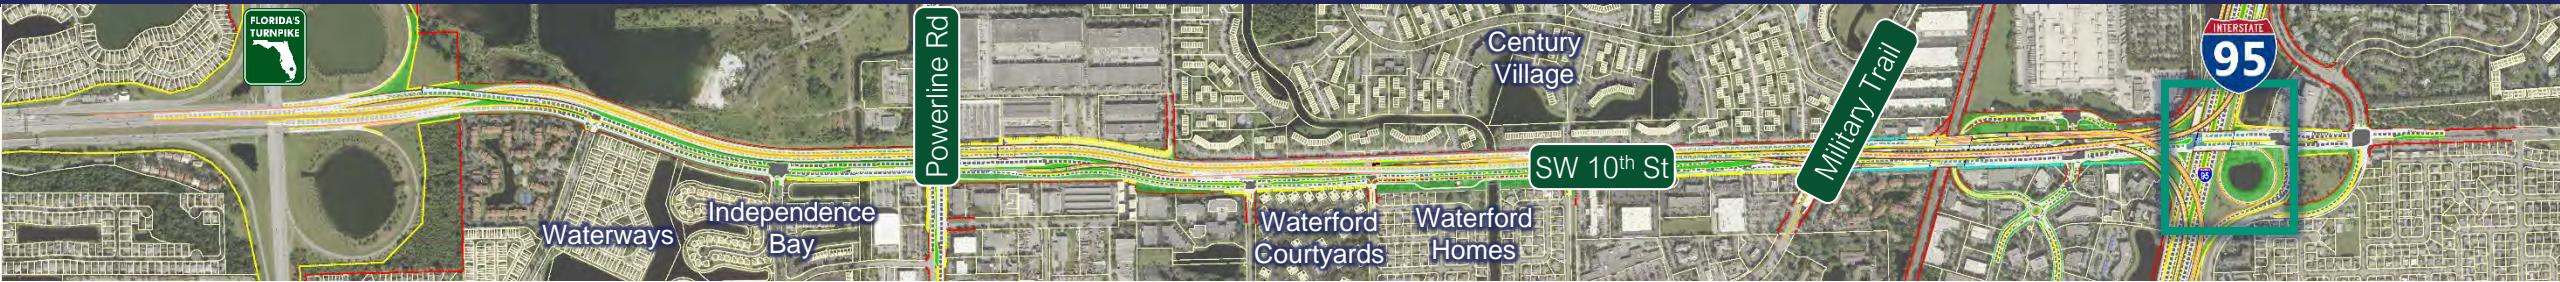 FLORIDA'S
TURNPIKE
Powerline Rd
Century
Village
Military Trail
INTERSTATE
95
SW 10th St
95
Waterways
Independence
Bay
Waterford
Courtyards
Waterford
Homes